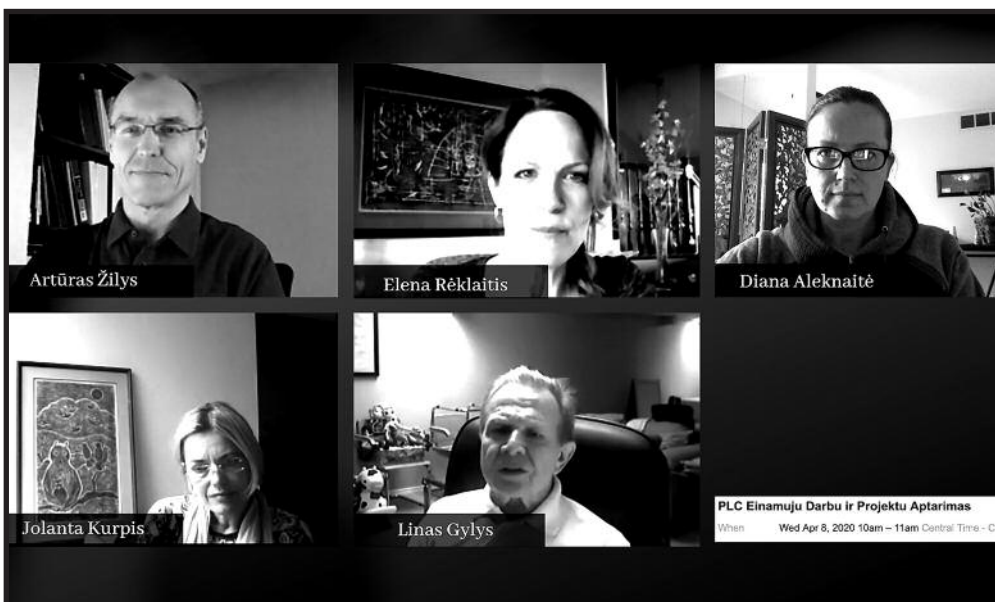 Artūras Žilys
Elena Rėklaitis
Diana Aleknaitė
Jolanta Kurpis
Linas Gylys
PLC Einamuju Darbu ir Projektu Aptarimas
When Wed Apr 8, 2020 10am – 11am Central Time - C